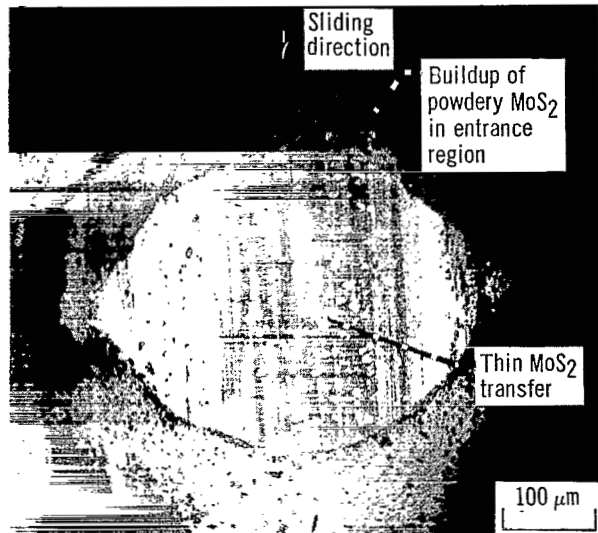 Sliding
direction
Buildup of
powdery MoS₂
in entrance
region
Thin MoS₂
transfer
100 μm